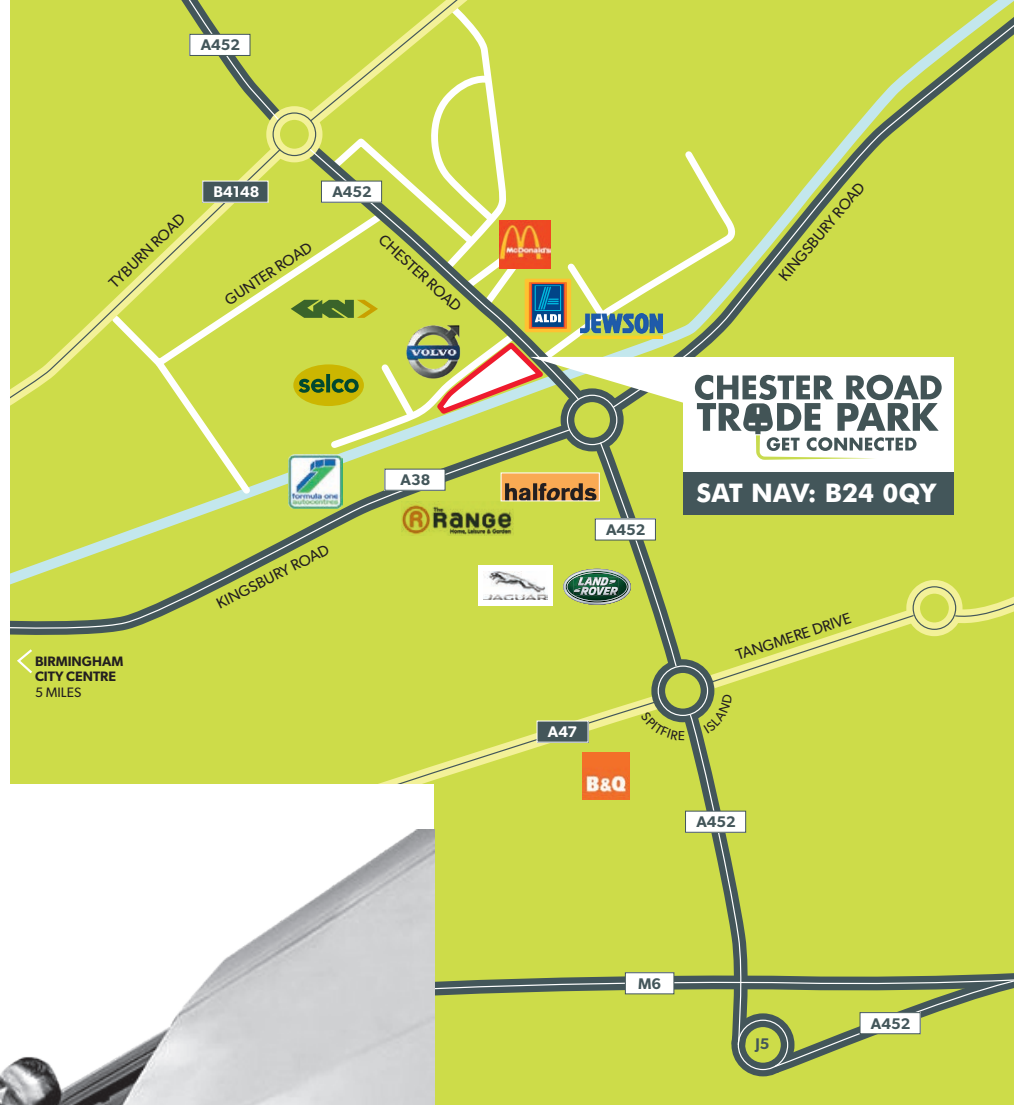 A452
B4148
A452
TYBURN ROAD
GUNTER ROAD
CHESTER ROAD
KINGSBURY ROAD
McDonald's
GKN
ALDI
JEWSON
VOLVO
selco
CHESTER ROAD
TRADE PARK
GET CONNECTED
SAT NAV: B24 0QY
formula one
autocentres
A38
halfords
The
Range
Home, Leisure & Garden
A452
KINGSBURY ROAD
JAGUAR
LAND-
-ROVER
TANGMERE DRIVE
BIRMINGHAM
CITY CENTRE
5 MILES
SPITFIRE ISLAND
A47
B&Q
A452
M6
A452
J5